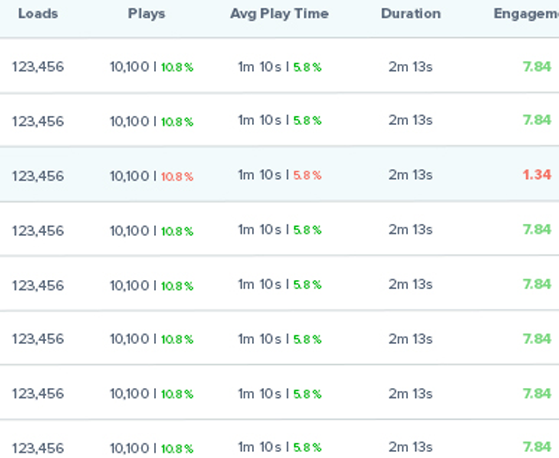 Loads Plays Avg Play Time Duration Engagem
123,456 10,100 | 10.8% 1m 10s | 5.8% 2m 13s 7.84
123,456 10,100 | 10.8% 1m 10s | 5.8% 2m 13s 7.84
123,456 10,100 | 10.8% 1m 10s | 5.8% 2m 13s 1.34
123,456 10,100 | 10.8% 1m 10s | 5.8% 2m 13s 7.84
123,456 10,100 | 10.8% 1m 10s | 5.8% 2m 13s 7.84
123,456 10,100 | 10.8% 1m 10s | 5.8% 2m 13s 7.84
123,456 10,100 | 10.8% 1m 10s | 5.8% 2m 13s 7.84
123,456 10,100 | 10.8% 1m 10s | 5.8% 2m 13s 7.84